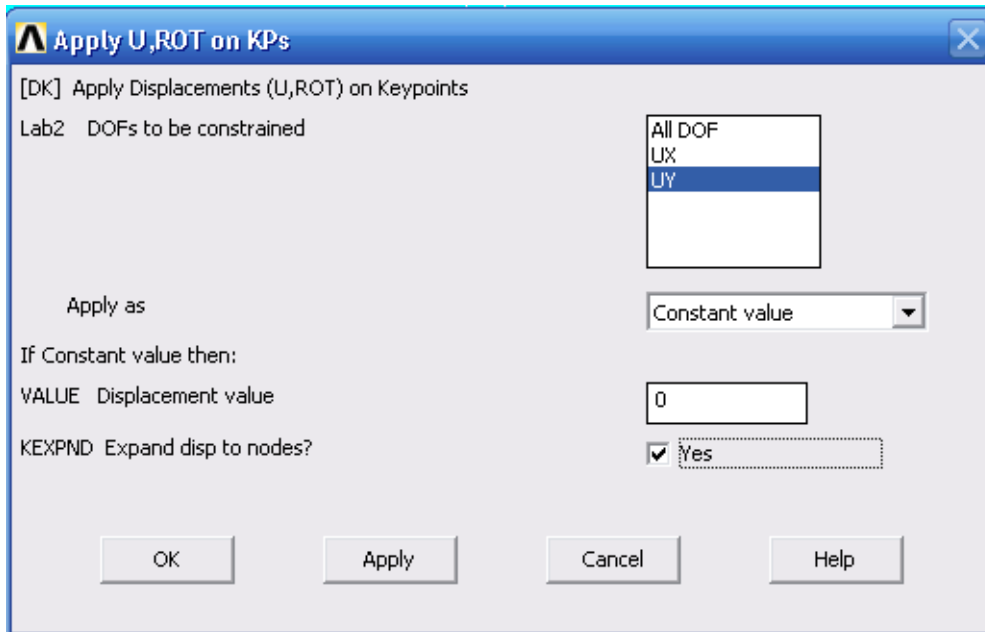 Apply U,ROT on KPs
[DK] Apply Displacements (U,ROT) on Keypoints
Lab2 DOFs to be constrained
All DOF
UX
UY
Apply as
Constant value
If Constant value then:
VALUE Displacement value
0
KEXPND Expand disp to nodes?
Yes
OK Apply Cancel Help